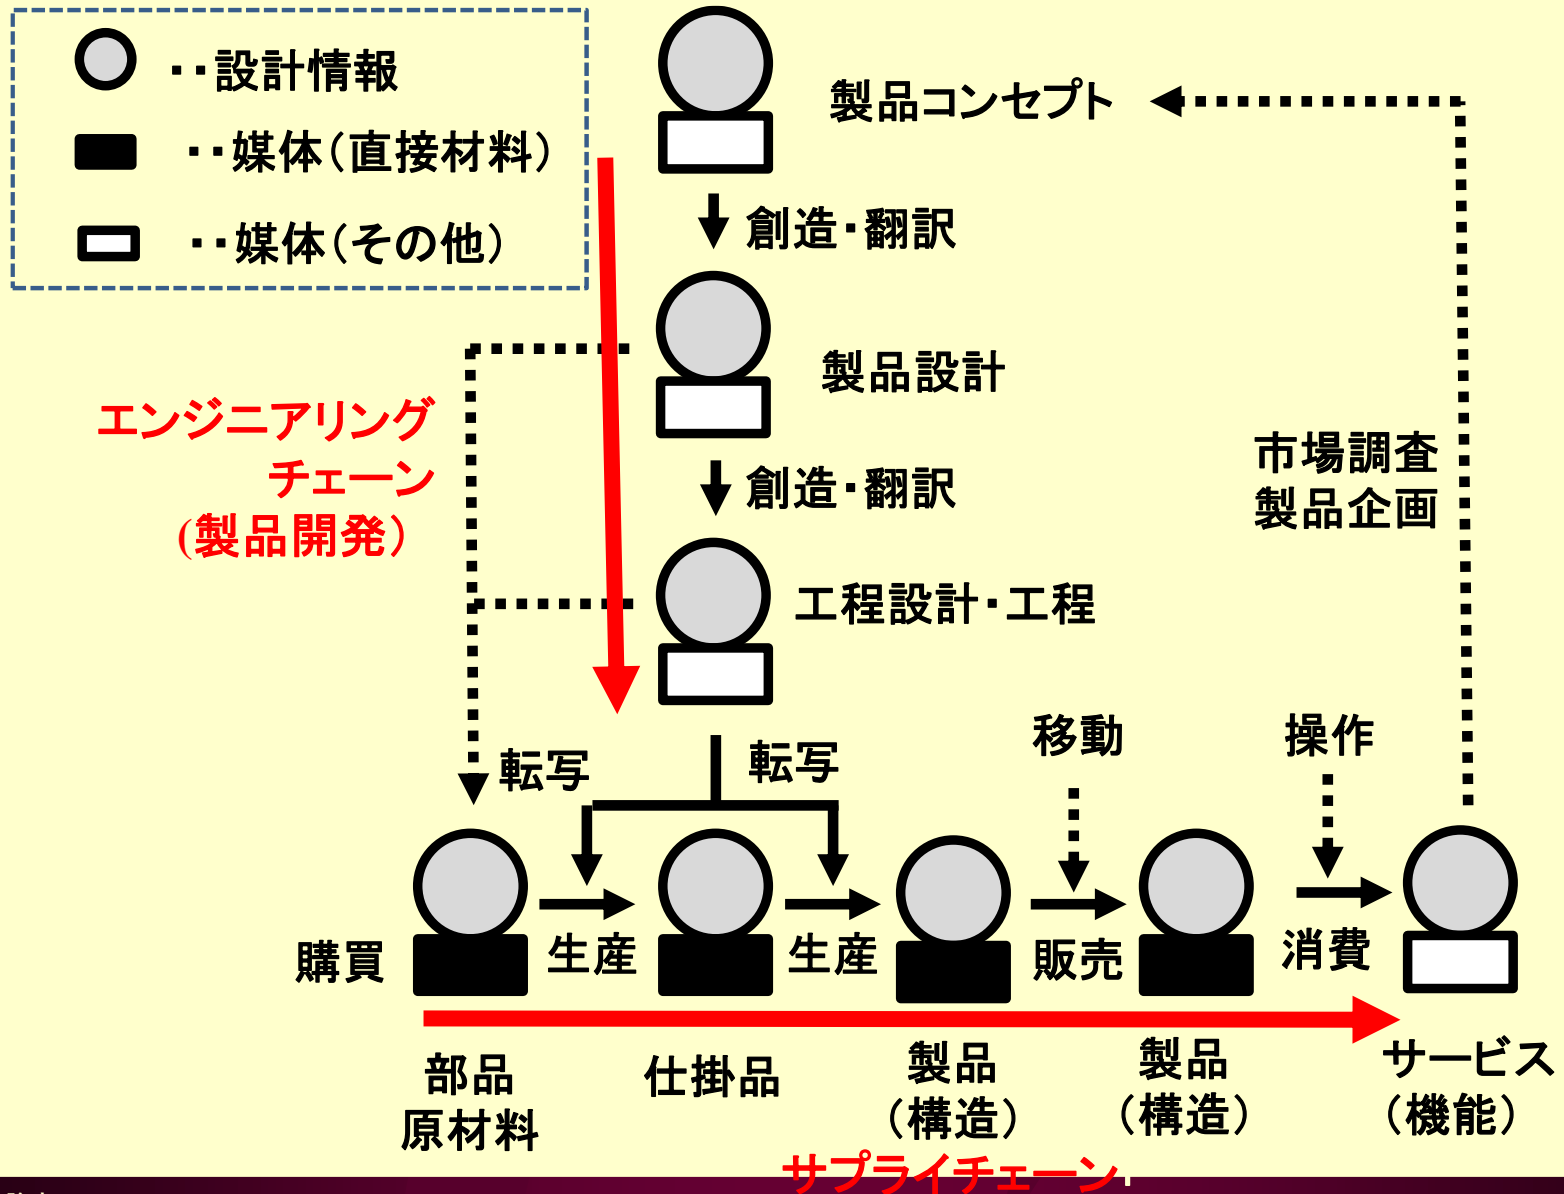 ‥設計情報
‥媒体（直接材料）
‥媒体（その他）
製品コンセプト
創造・翻訳
製品設計
エンジニアリング
チェーン
(製品開発）
創造・翻訳
市場調査
製品企画
工程設計・工程
転写
転写
移動
操作
購買
生産
生産
販売
消費
部品
原材料
仕掛品
製品
（構造）
製品
（構造）
サービス
（機能）
サプライチェーン